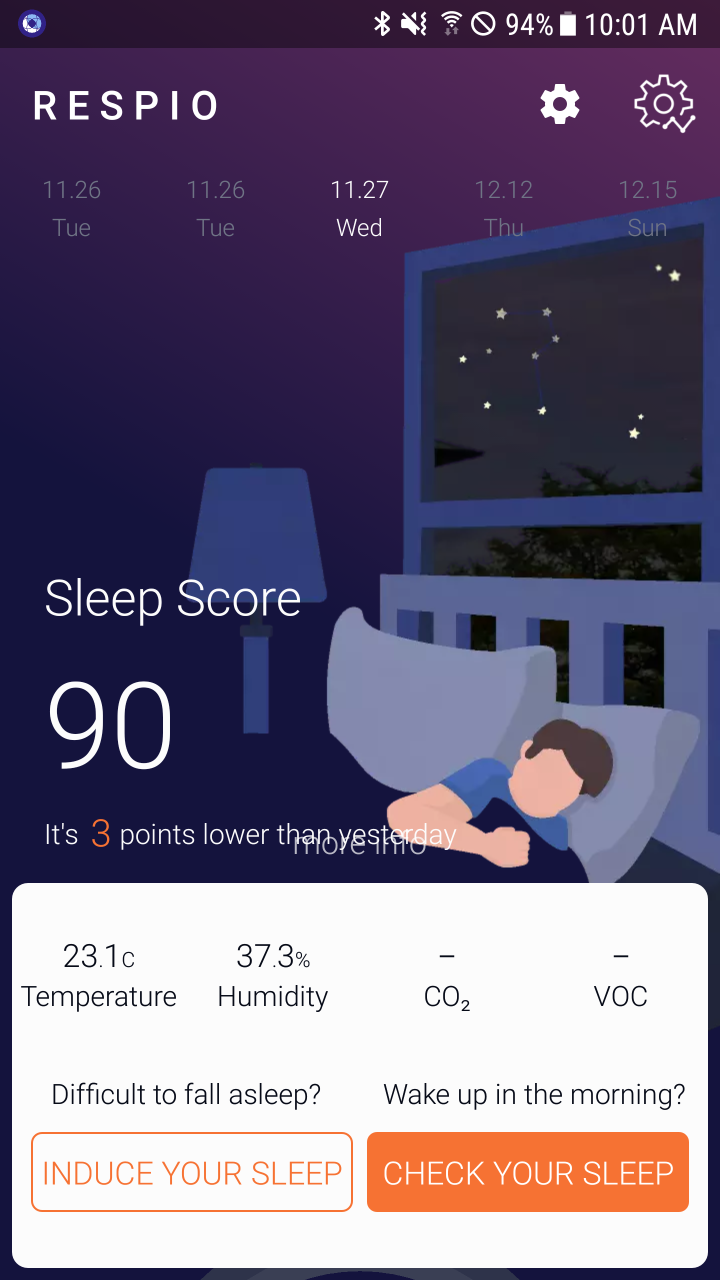 94% 10:01 AM
RESPIO
11.26 11.26 11.27 12.12 12.15
Tue Tue Wed Thu Sun
Sleep Score
90
It's 3 points lower than yesterday
more info
23.1C 37.3% – –
Temperature Humidity CO₂ VOC
Difficult to fall asleep? Wake up in the morning?
INDUCE YOUR SLEEP CHECK YOUR SLEEP